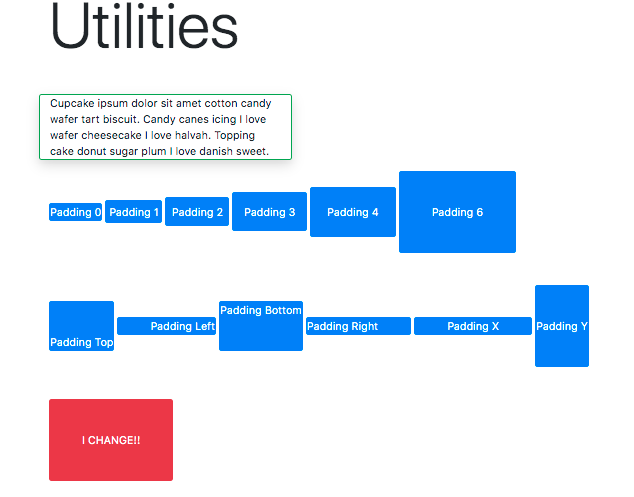 Utilities
Cupcake ipsum dolor sit amet cotton candy
wafer tart biscuit. Candy canes icing I love
wafer cheesecake I love halvah. Topping
cake donut sugar plum I love danish sweet.
Padding 0 Padding 1 Padding 2 Padding 3 Padding 4 Padding 6
Padding Top Padding Left Padding Bottom Padding Right Padding X Padding Y
I CHANGE!!